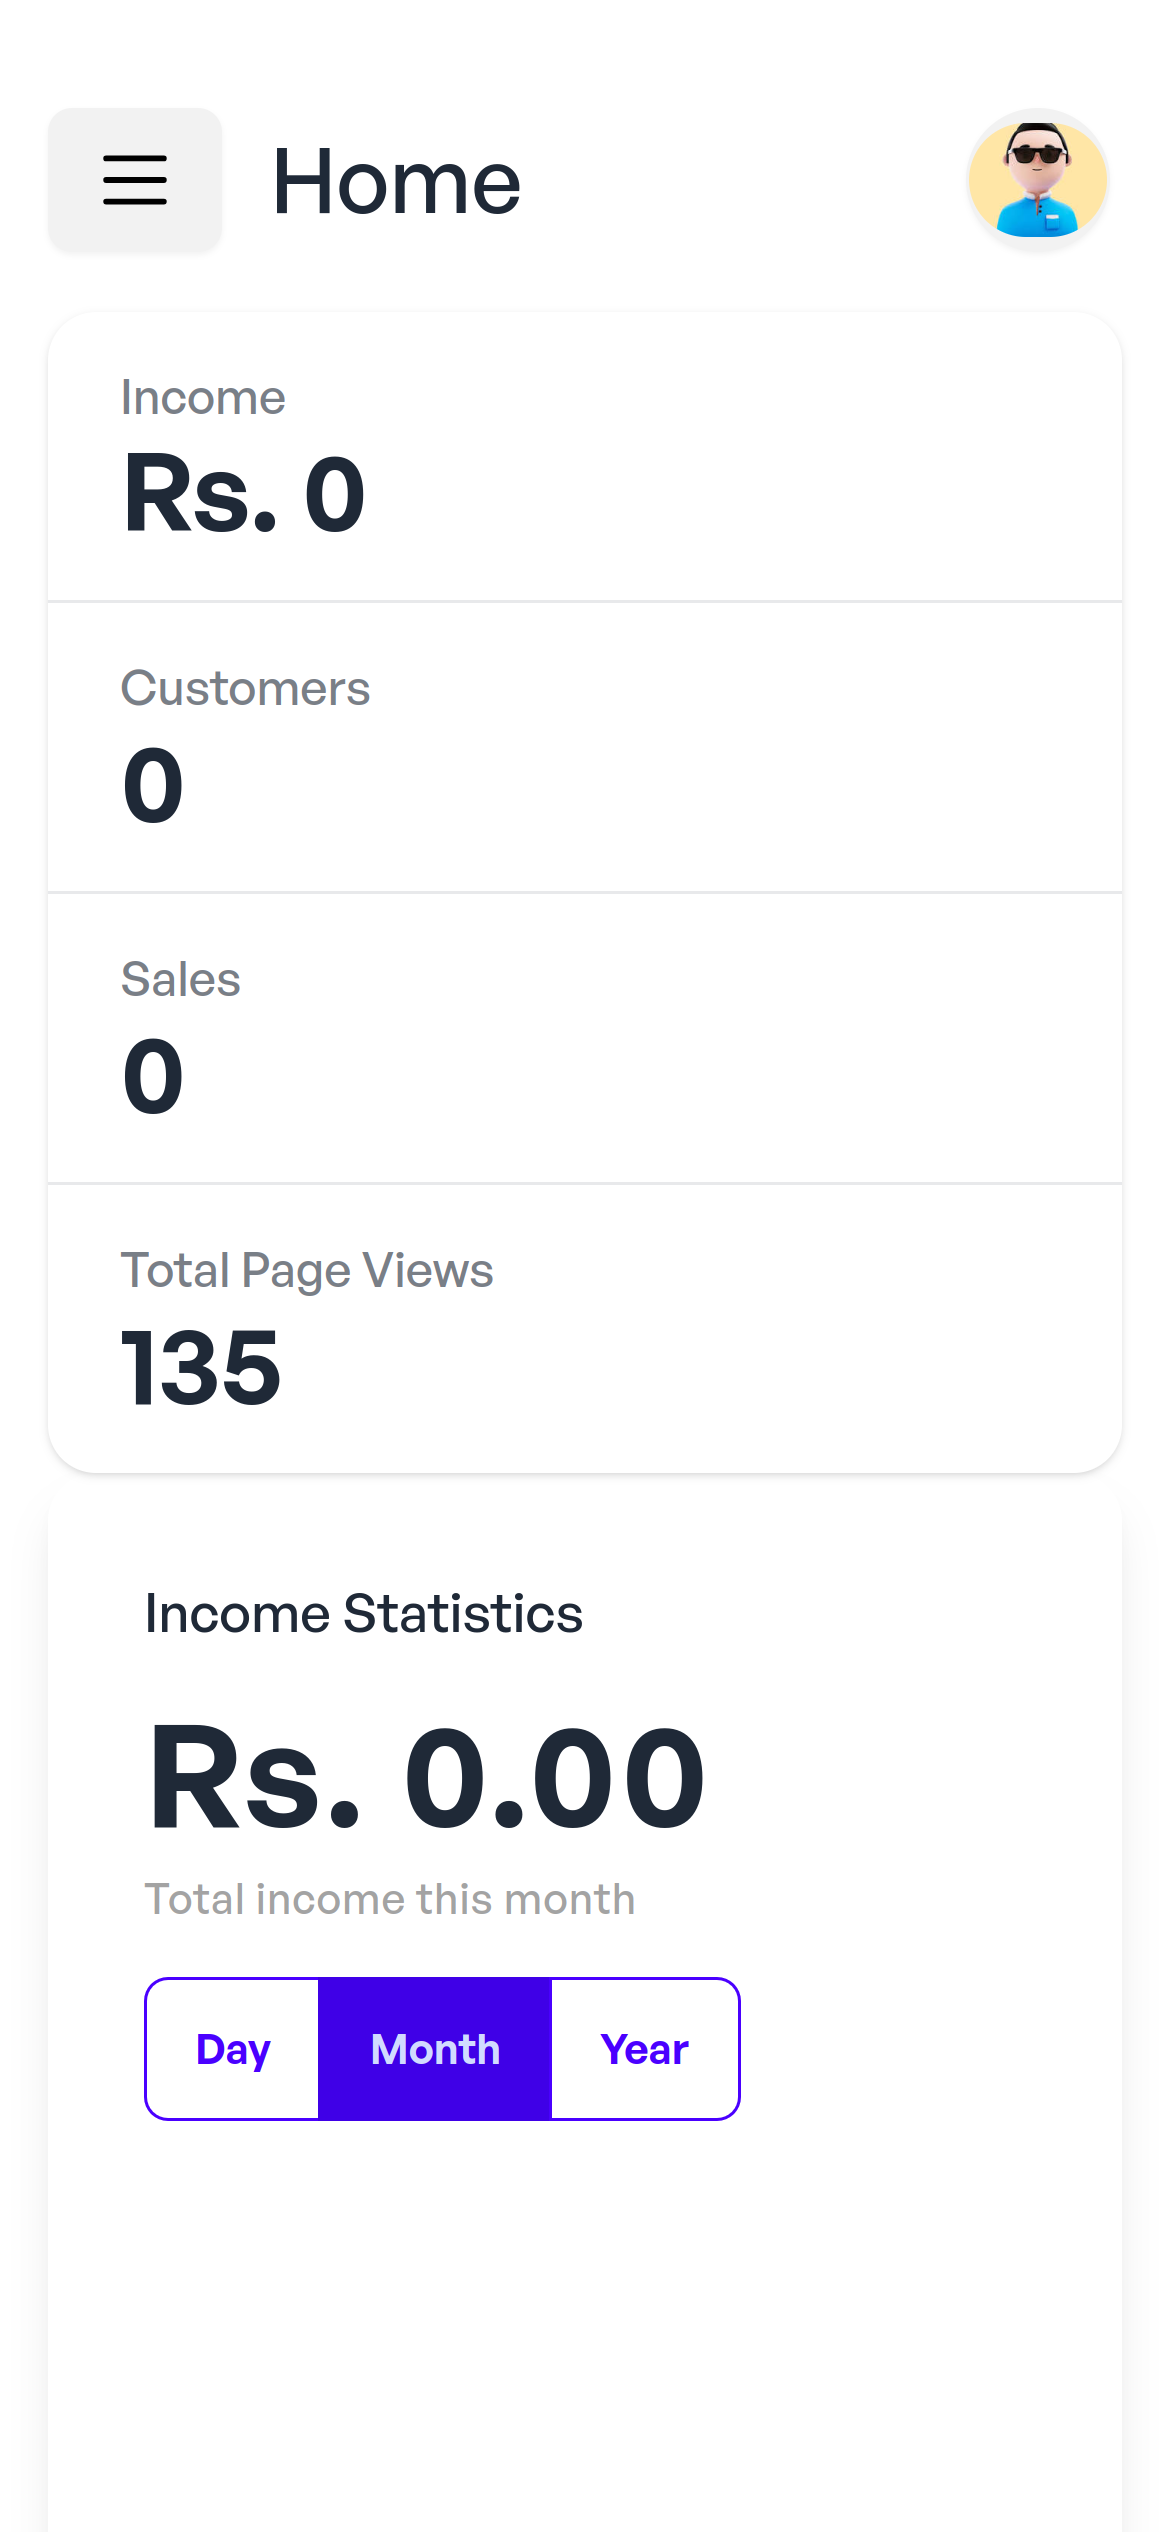 Home
Income
Rs. 0
Customers
0
Sales
0
Total Page Views
135
Income Statistics
Rs. 0.00
Total income this month
Day Month Year